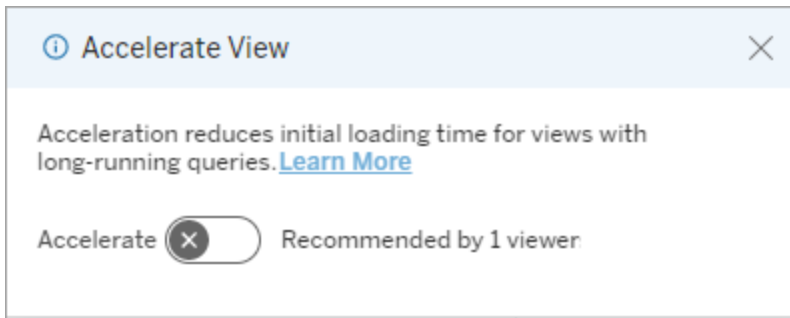 Accelerate View
Acceleration reduces initial loading time for views with
long-running queries. Learn More
Accelerate Recommended by 1 viewer